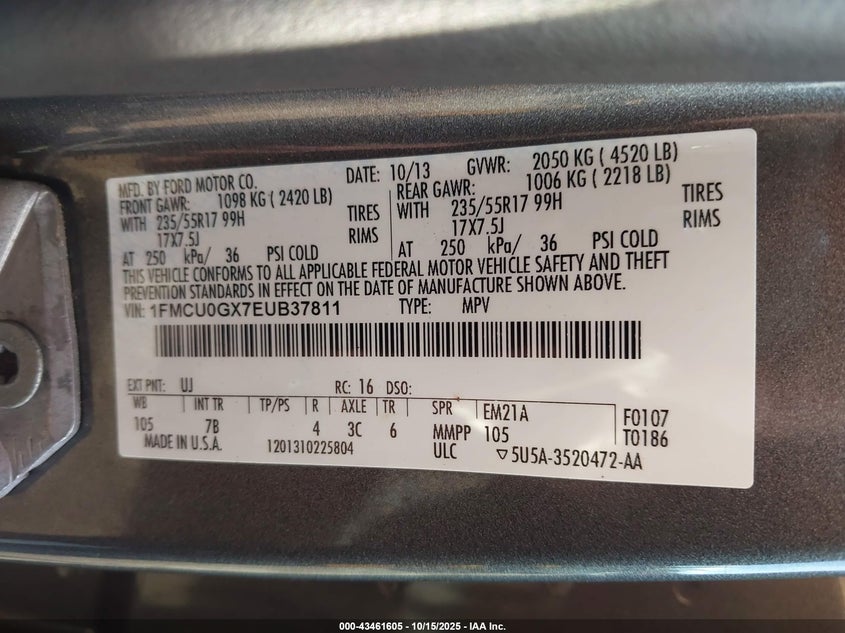 MFD. BY FORD MOTOR CO. DATE: 10/13 GVWR: 2050 KG ( 4520 LB)
FRONT GAWR: 1098 KG ( 2420 LB) REAR GAWR: 1006 KG ( 2218 LB)
WITH 235/55R17 99H TIRES WITH 235/55R17 99H TIRES
17X7.5J RIMS 17X7.5J RIMS
AT 250 kPa/ 36 PSI COLD AT 250 kPa/ 36 PSI COLD
THIS VEHICLE CONFORMS TO ALL APPLICABLE FEDERAL MOTOR VEHICLE SAFETY AND THEFT
PREVENTION STANDARDS IN EFFECT ON THE DATE OF MANUFACTURE SHOWN ABOVE.
VIN: 1FMCU0GX7EUB37811 TYPE: MPV
EXT PNT: UJ RC: 16 DSO:
WB INT TR TP/PS R AXLE TR SPR EM21A F0107
105 7B 4 3C 6 MMPP 105 T0186
MADE IN U.S.A. 1201310225804 ULC ▽5U5A-3520472-AA
000-43461605 - 10/15/2025 - IAA Inc.